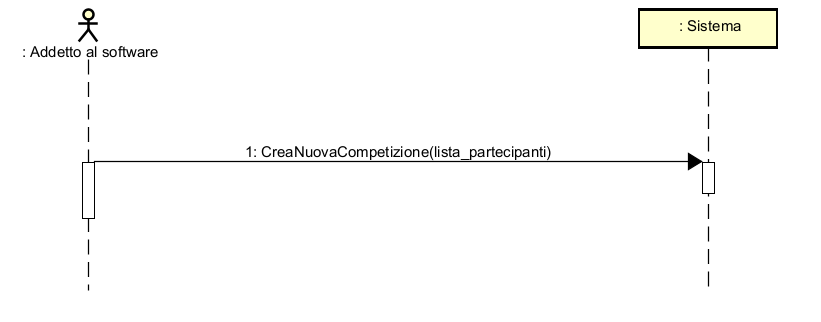 : Addetto al software
: Sistema
1: CreaNuovaCompetizione(lista_partecipanti)